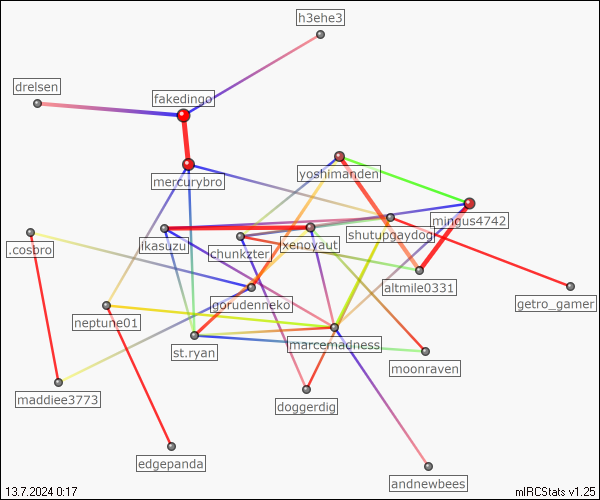 h3ehe3
drelsen
fakedingo
yoshimanden
mercurybro
mingus4742
shutupgaydog
ikasuzu
xenoyaut
.cosbro
chunkzter
altmile0331
gorudenneko
getro_gamer
neptune01
marcemadness
st.ryan
moonraven
maddiee3773
doggerdig
edgepanda
andnewbees
13.7.2024 0:17
mIRCStats v1.25